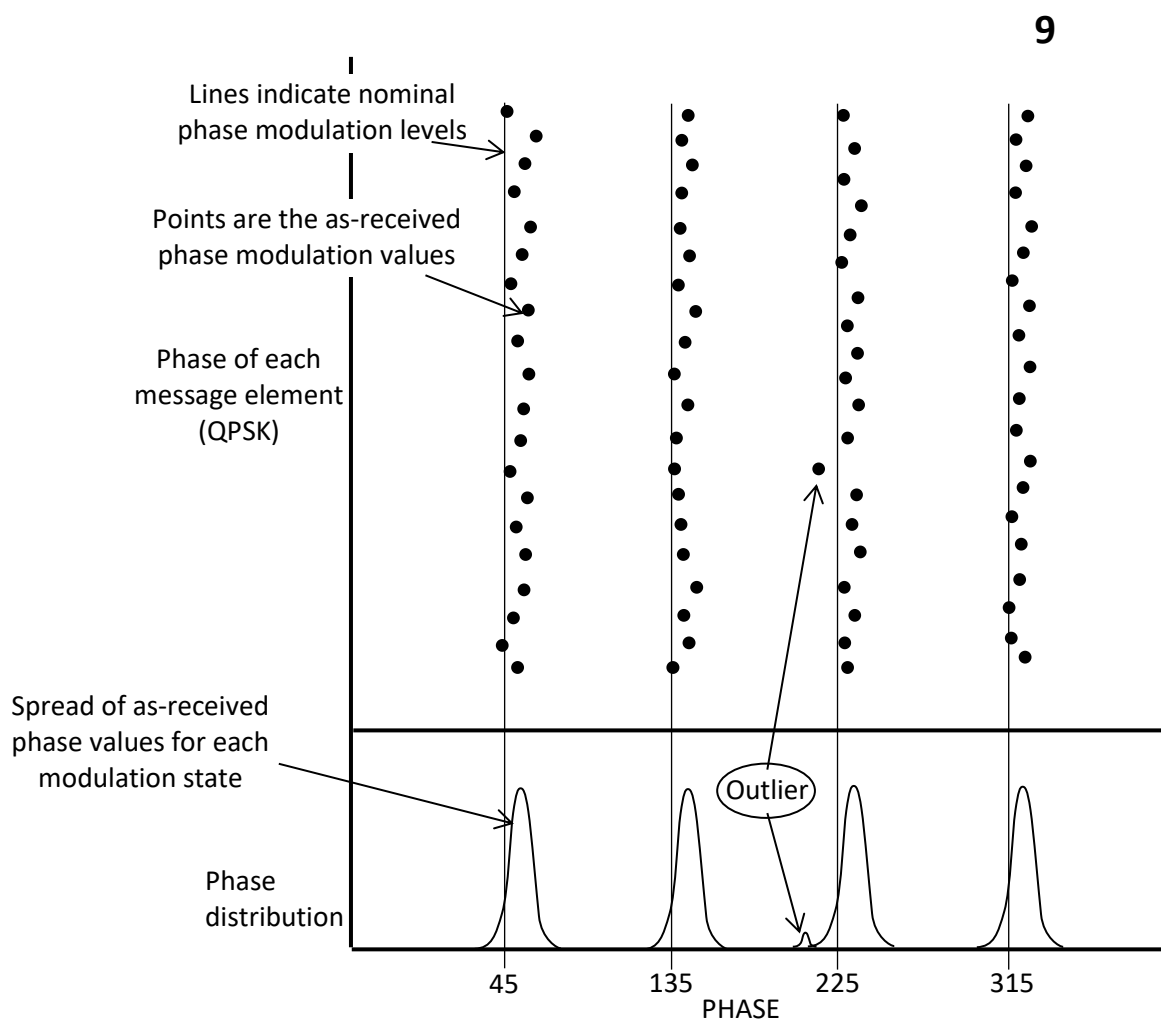 9
Lines indicate nominal
phase modulation levels
Points are the as-received
phase modulation values
Phase of each
message element
(QPSK)
Spread of as-received
phase values for each
modulation state
Outlier
Phase
distribution
45 135 225 315
PHASE